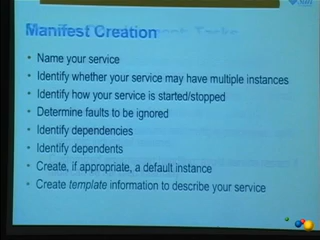 Manifest Creation
• Name your service
• Identify whether your service may have multiple instances
• Identify how your service is started/stopped
• Determine faults to be ignored
• Identify dependencies
• Identify dependents
• Create, if appropriate, a default instance
• Create template information to describe your service